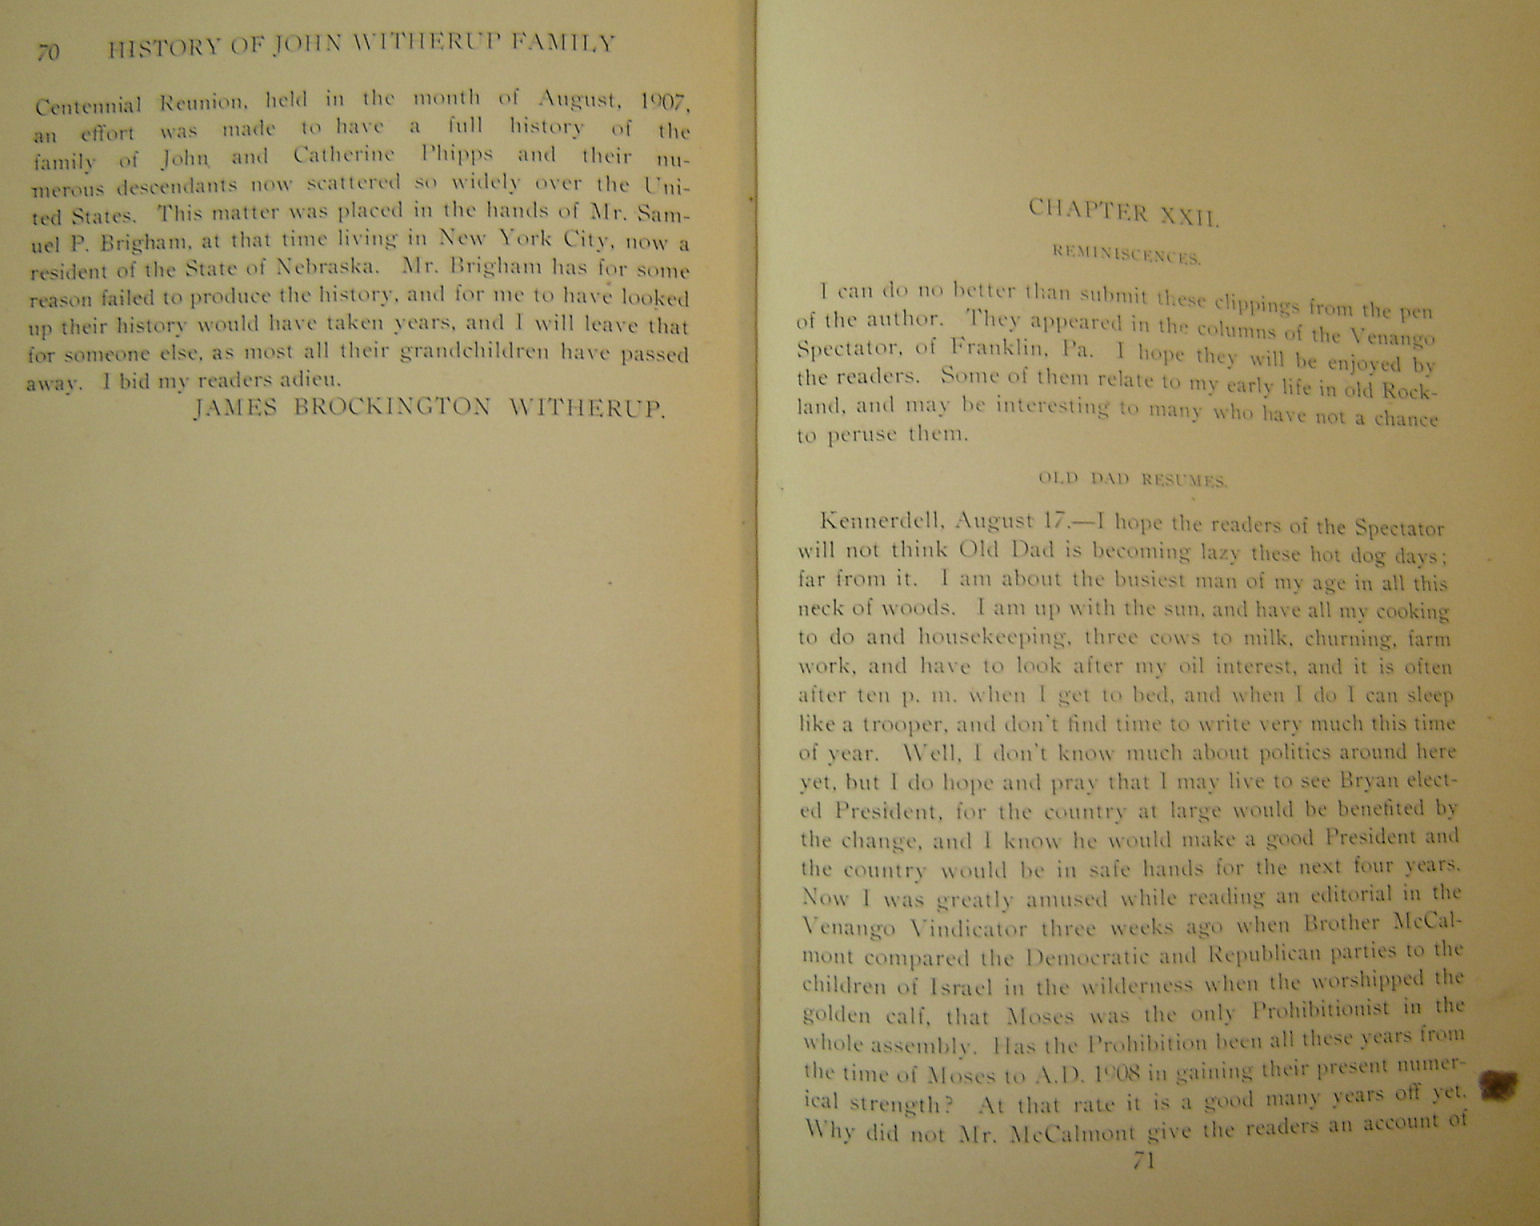 70 HISTORY OF JOHN WITHERUP FAMILY
Centennial Reunion, held in the month of August, 1907,
an effort was made to have a full history of the
family of John and Catherine Phipps and their nu-
merous descendants now scattered so widely over the Uni-
ted States. This matter was placed in the hands of Mr. Sam-
uel P. Brigham, at that time living in New York City, now a
resident of the State of Nebraska. Mr. Brigham has for some
reason failed to produce the history, and for me to have looked
up their history would have taken years, and I will leave that
for someone else, as most all their grandchildren have passed
away. I bid my readers adieu.
JAMES BROCKINGTON WITHERUP.
CHAPTER XXII.
REMINISCENCES.
I can do no better than submit these clippings from the pen
of the author. They appeared in the columns of the Venango
Spectator, of Franklin, Pa. I hope they will be enjoyed by
the readers. Some of them relate to my early life in old Rock-
land, and may be interesting to many who have not a chance
to peruse them.
OLD DAD RESUMES.
Kennerdell, August 17.—I hope the readers of the Spectator
will not think Old Dad is becoming lazy these hot dog days;
far from it. I am about the busiest man of my age in all this
neck of woods. I am up with the sun, and have all my cooking
to do and housekeeping, three cows to milk, churning, farm
work, and have to look after my oil interest, and it is often
after ten p. m. when I get to bed, and when I do I can sleep
like a trooper, and don't find time to write very much this time
of year. Well, I don't know much about politics around here
yet, but I do hope and pray that I may live to see Bryan elect-
ed President, for the country at large would be benefited by
the change, and I know he would make a good President and
the country would be in safe hands for the next four years.
Now I was greatly amused while reading an editorial in the
Venango Vindicator three weeks ago when Brother McCal-
mont compared the Democratic and Republican parties to the
children of Israel in the wilderness when the worshipped the
golden calf, that Moses was the only Prohibitionist in the
whole assembly. Has the Prohibition been all these years from
the time of Moses to A.D. 1908 in gaining their present numer-
ical strength? At that rate it is a good many years off yet.
Why did not Mr. McCalmont give the readers an account of
71